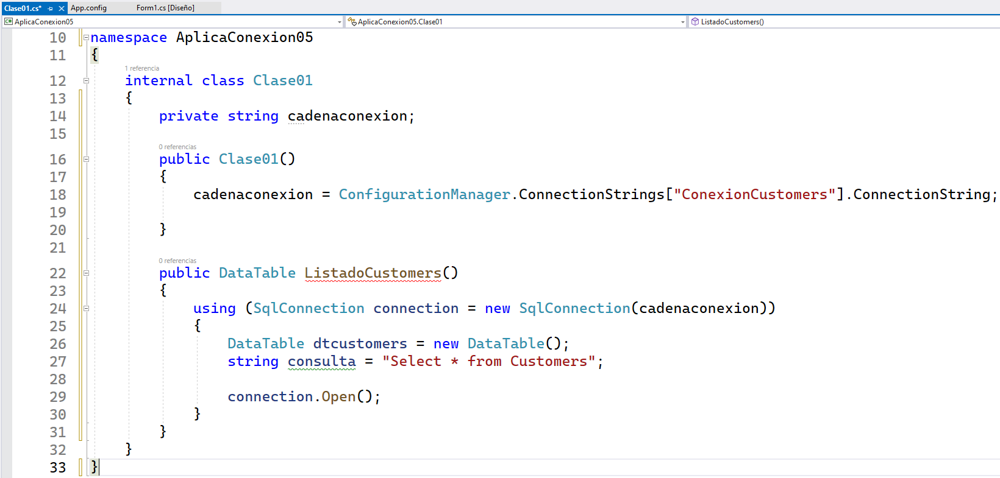 Clase01.cs* App.config Form1.cs [Diseño]
C# AplicaConexion05 AplicaConexion05.Clase01 ListadoCustomers()
10 namespace AplicaConexion05
11 {
1 referencia
12 internal class Clase01
13 {
14 private string cadenaconexion;
15
0 referencias
16 public Clase01()
17 {
18 cadenaconexion = ConfigurationManager.ConnectionStrings["ConexionCustomers"].ConnectionString;
19
20 }
21
0 referencias
22 public DataTable ListadoCustomers()
23 {
24 using (SqlConnection connection = new SqlConnection(cadenaconexion))
25 {
26 DataTable dtcustomers = new DataTable();
27 string consulta = "Select * from Customers";
28
29 connection.Open();
30 }
31 }
32 }
33 }